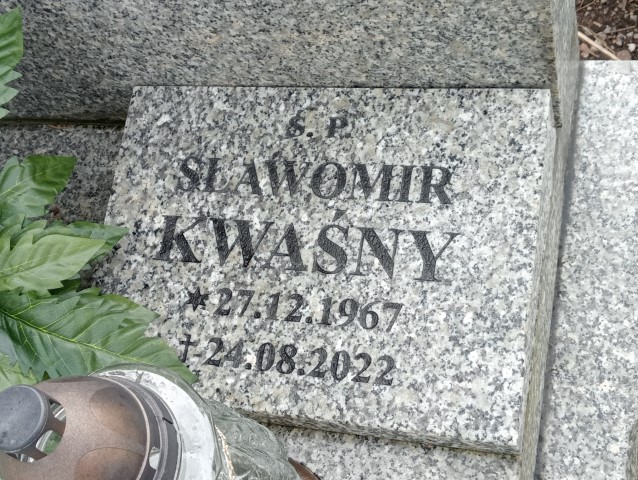 Ś. P.
SŁAWOMIR
KWAŚNY
★27.12.1967
†24.08.2022